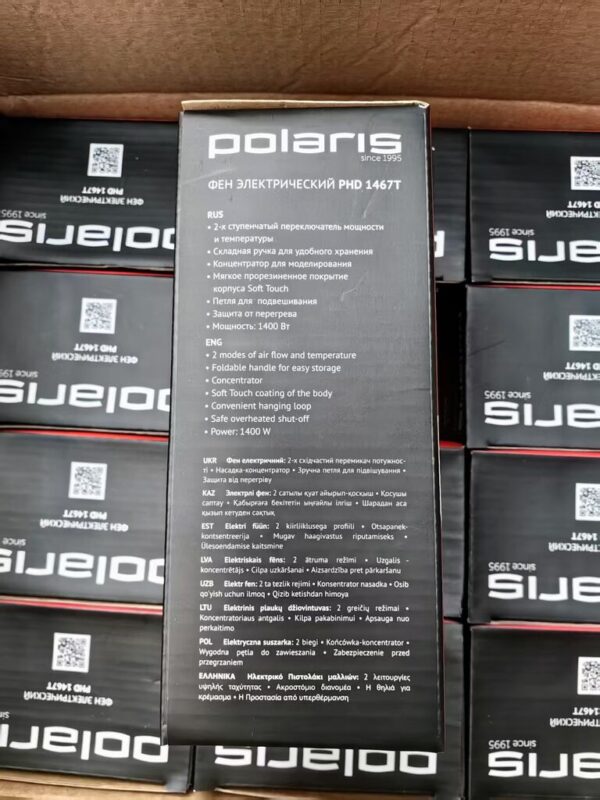 polaris
since 1995
ФЕН ЭЛЕКТРИЧЕСКИЙ PHD 1467T
RUS
• 2-х ступенчатый переключатель мощности
и температуры
• Складная ручка для удобного хранения
• Концентратор для моделирования
• Мягкое прорезиненное покрытие
корпуса Soft Touch
• Петля для подвешивания
• Защита от перегрева
• Мощность: 1400 Вт
ENG
• 2 modes of air flow and temperature
• Foldable handle for easy storage
• Concentrator
• Soft Touch coating of the body
• Convenient hanging loop
• Safe overheated shut-off
• Power: 1400 W
UKR Фен електричний: 2-х східчастий перемикач потужнос-
ті • Насадка-концентратор • Зручна петля для підвішування •
Захист від перегріву
KAZ Электрлі фен: 2 сатылы қуат айырып-қосқыш • Қосушы
саптау • Қабырғаға бекітетін ыңғайлы ілгіш • Шарадан аса
қызып кетуден сақтық
EST Elektri föön: 2 kiirliklusega profiili • Otsapanek-
kontsentreerija • Mugav haagivastus riputamiseks •
Ülesoendamise kaitsmine
LVA Elektriskais fēns: 2 ātruma režīmi • Uzgalis -
koncentrētājs • Cilpa uzkāršanai • Aizsardzība pret pārkaršanu
UZB Elektr fen: 2 ta tezlik rejimi • Konsentrator nasadka • Osib
qo'yish uchun ilmoq • Qizib ketishdan himoya
LTU Elektrinis plaukų džiovintuvas: 2 greičių režimai •
Koncentratoriaus antgalis • Kilpa pakabinimui • Apsauga nuo
perkaitimo
POL Elektryczna suszarka: 2 biegi • Końcówka-koncentrator •
Wygodna pętla do zawieszania • Zabezpieczenie przed
przegrzaniem
ΕΛΛΗΝΙΚΑ Ηλεκτρικό Πιστολάκι μαλλιών: 2 λειτουργίες
υψηλής ταχύτητας • Ακροστόμιο διανομέα • Η θηλιά για
κρέμασμα • Η Προστασία από υπερθέρμανση
ФЕН ЭЛЕКТРИЧЕСКИЙ
PHD 1467T
polaris
since 1995
ФЕН ЭЛЕКТРИЧЕСКИЙ
PHD 1467T
polaris
since 1995
ФЕН ЭЛЕКТРИЧЕСКИЙ
PHD 1467T
polaris
since 1995
ФЕН ЭЛЕКТРИЧЕСКИЙ
PHD 1467T
polaris